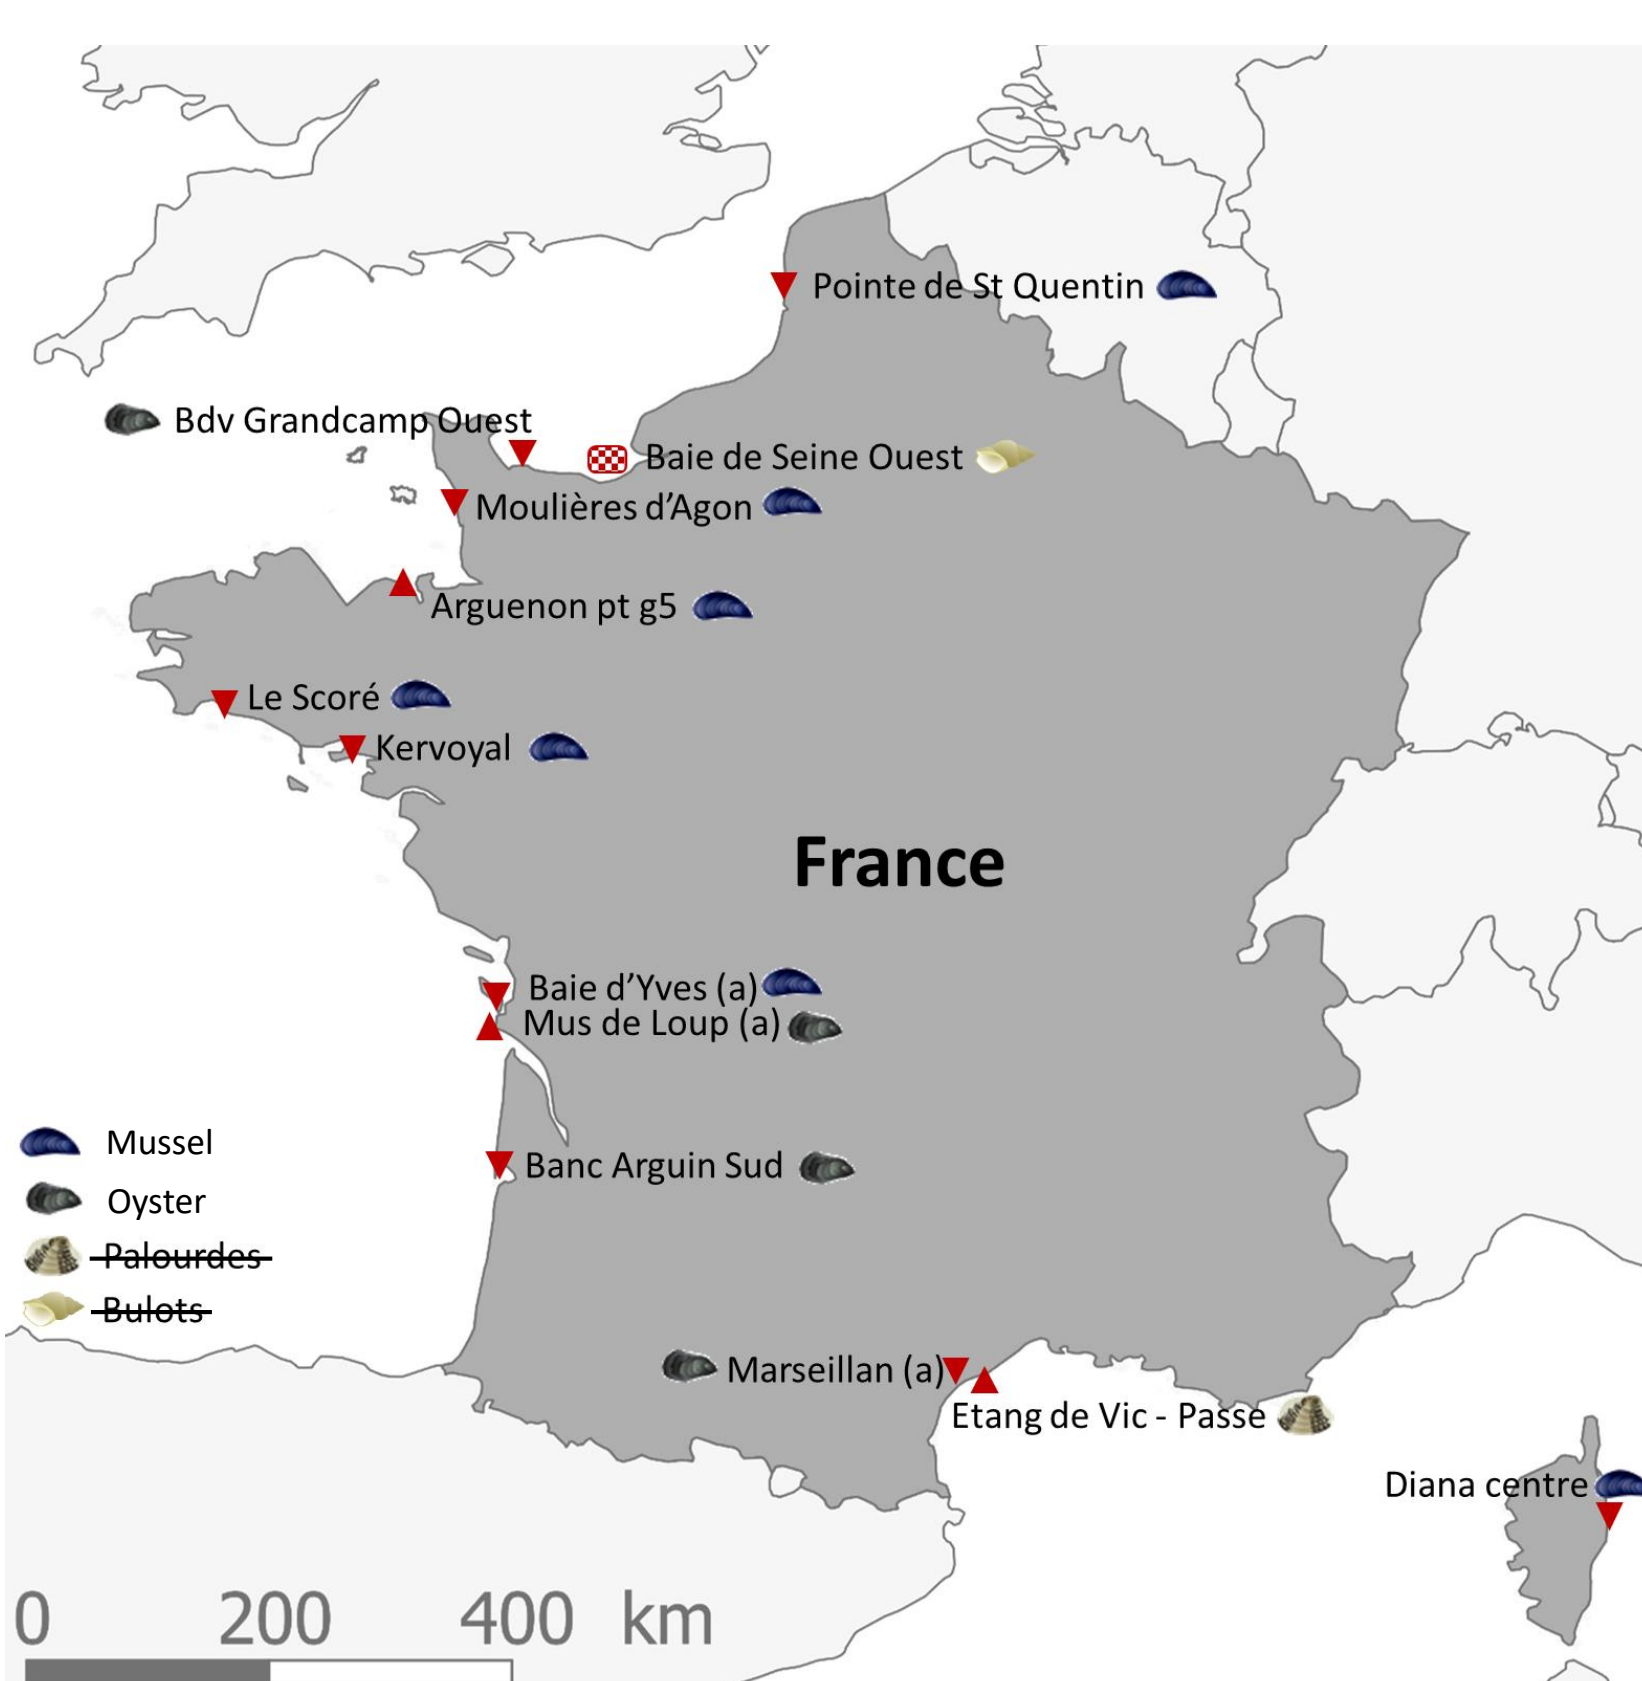 Pointe de St Quentin
Bdv Grandcamp Ouest
Baie de Seine Ouest
Moulières d’Agon
Arguenon pt g5
Le Scoré
Kervoyal
France
Baie d’Yves (a)
Mus de Loup (a)
Mussel
Banc Arguin Sud
Oyster
Palourdes
Bulots
Marseillan (a)
Etang de Vic - Passe
Diana centre
0 200 400 km